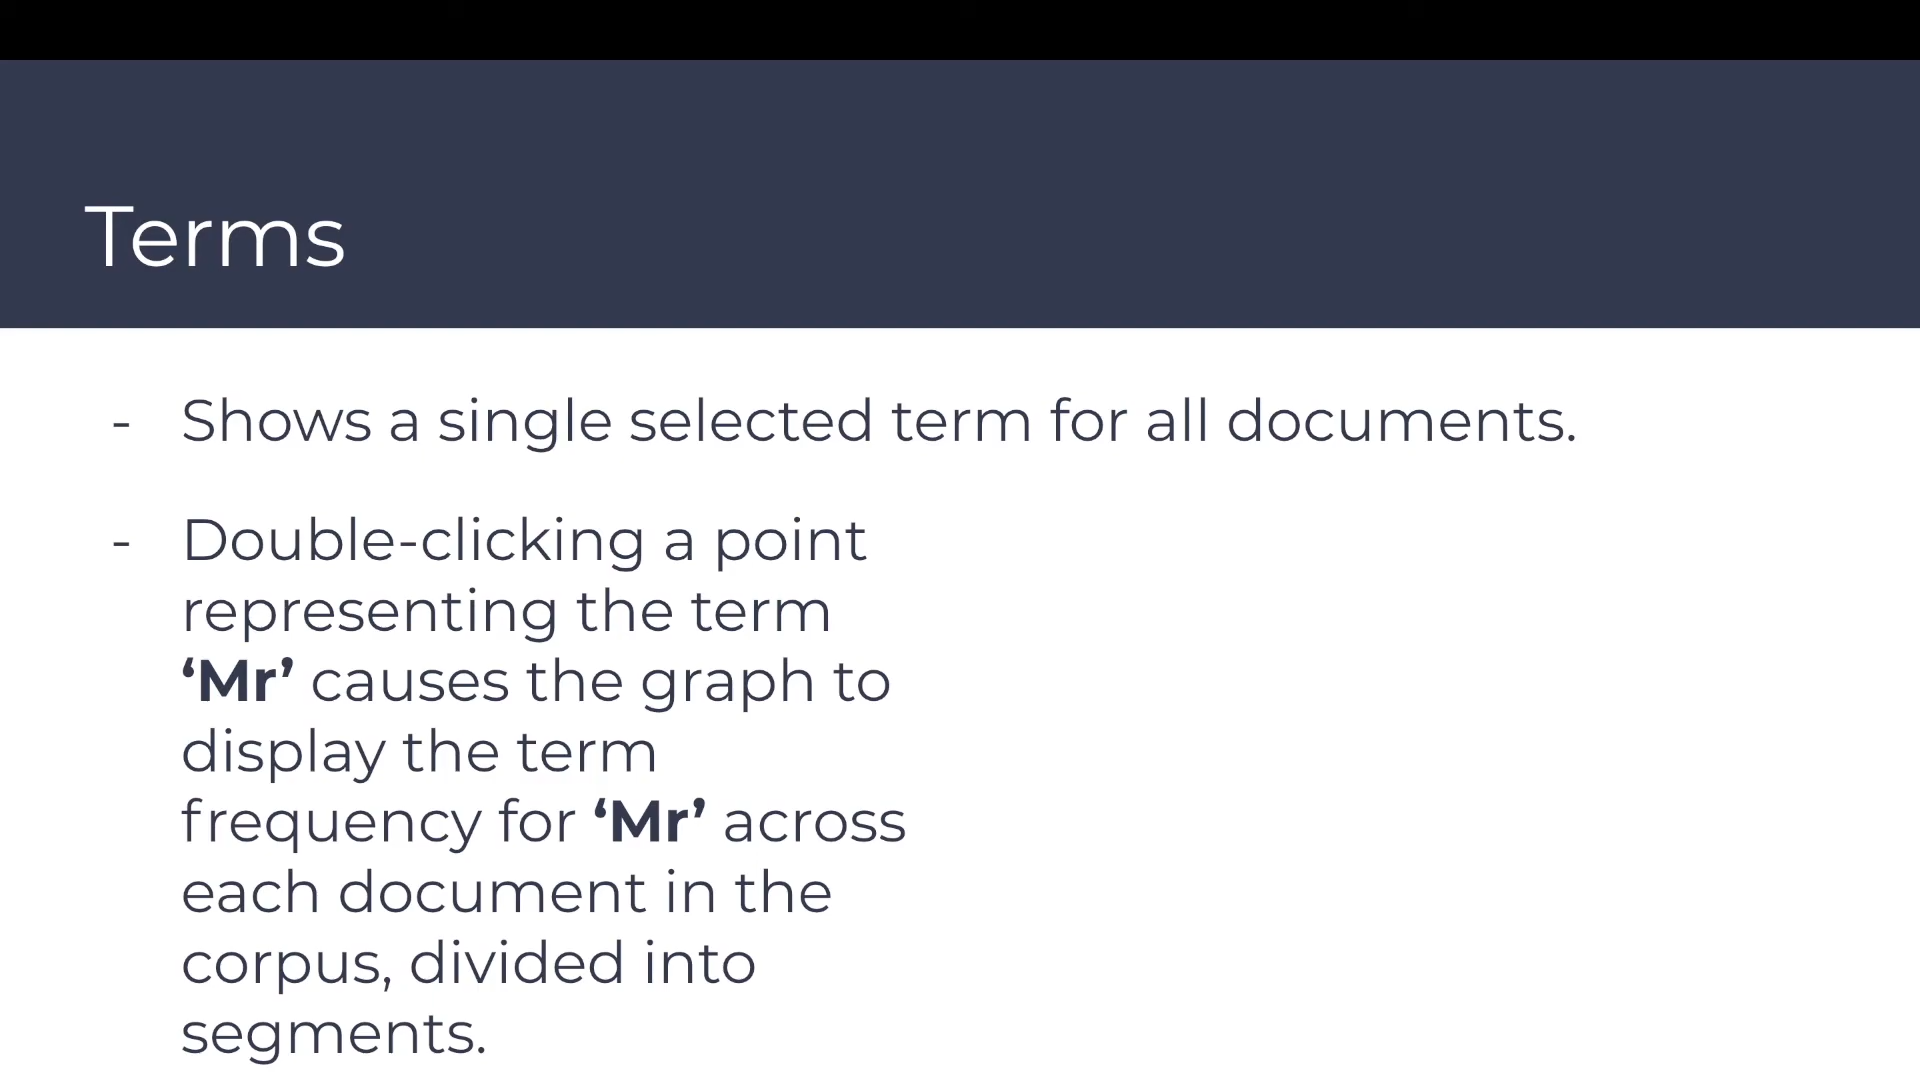 Terms
- Shows a single selected term for all documents.
- Double-clicking a point
representing the term
‘Mr’ causes the graph to
display the term
frequency for ‘Mr’ across
each document in the
corpus, divided into
segments.